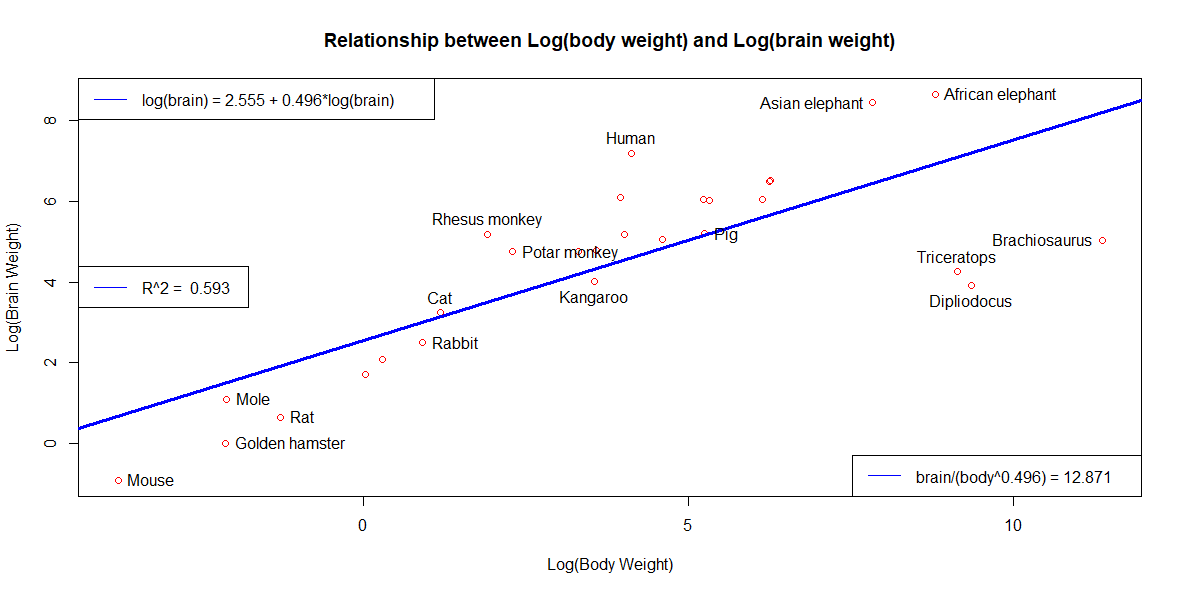 Relationship between Log(body weight) and Log(brain weight)
log(brain) = 2.555 + 0.496*log(brain)
Asian elephant
African elephant
Human
Rhesus monkey
Potar monkey
Pig
Brachiosaurus
Triceratops
Dipliodocus
R^2 = 0.593
Cat
Kangaroo
Rabbit
Mole
Rat
Golden hamster
Mouse
brain/(body^0.496) = 12.871
8
6
4
2
0
Log(Brain Weight)
0 5 10
Log(Body Weight)